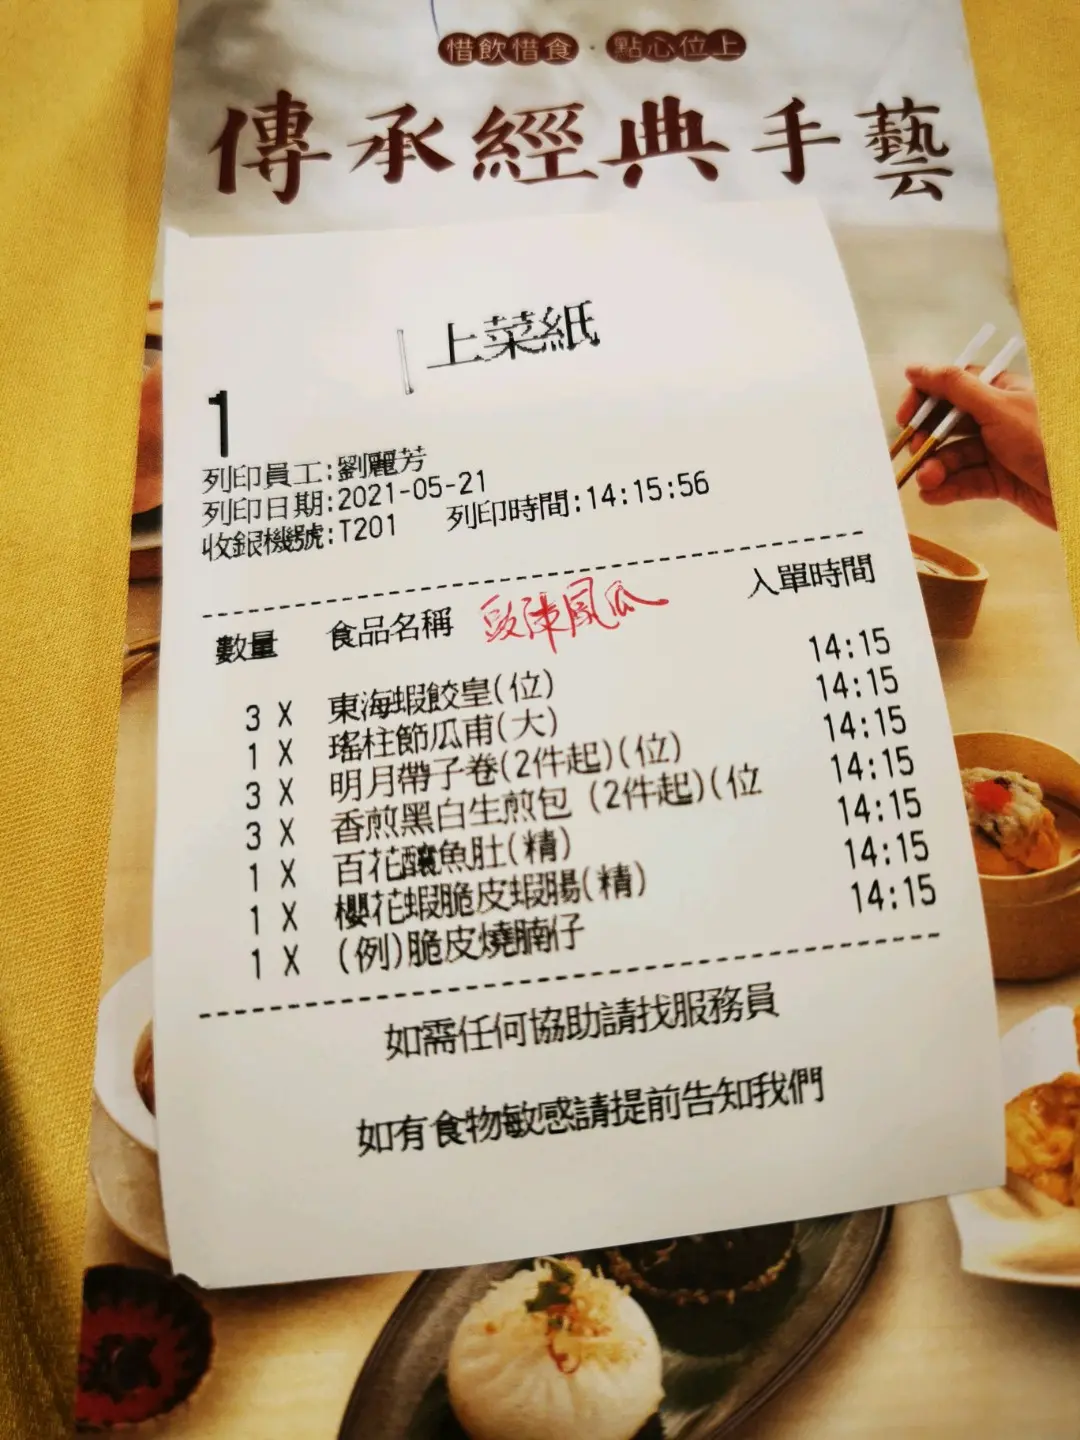 惜飲惜食·點心位上
傳承經典手藝
上菜紙
1
列印員工:劉麗芳
列印日期:2021-05-21
收銀機號:T201 列印時間:14:15:56
數量 食品名稱 入單時間
3 X 東海蝦餃皇(位) 14:15
1 X 瑤柱節瓜甫(大) 14:15
3 X 明月帶子卷(2件起)(位) 14:15
3 X 香煎黑白生煎包 (2件起)(位 14:15
1 X 百花釀魚肚(精) 14:15
1 X 櫻花蝦脆皮蝦腸(精) 14:15
1 X (例)脆皮燒腩仔 14:15
如需任何協助請找服務員
如有食物敏感請提前告知我們